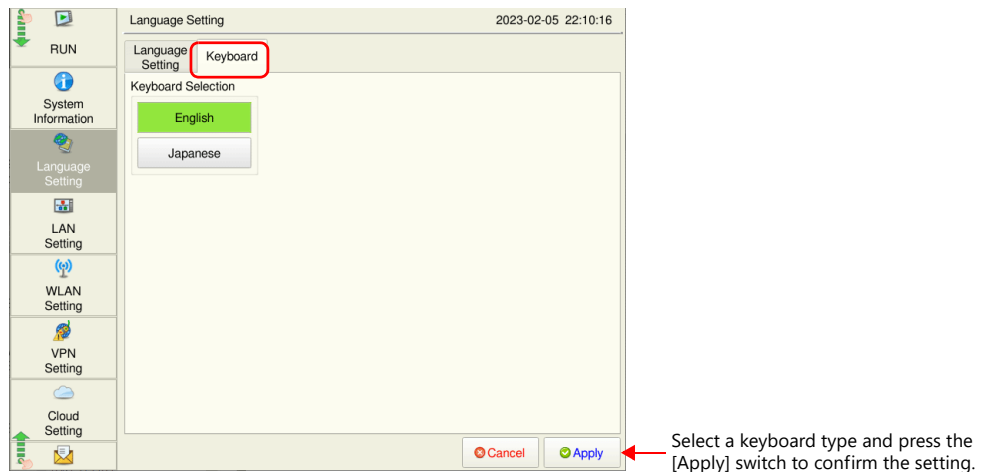 Language Setting
2023-02-05 22:10:16
RUN
System
Information
Language
Setting
LAN
Setting
WLAN
Setting
VPN
Setting
Cloud
Setting
Language
Setting
Keyboard
Keyboard Selection
English
Japanese
Cancel
Apply
Select a keyboard type and press the
[Apply] switch to confirm the setting.